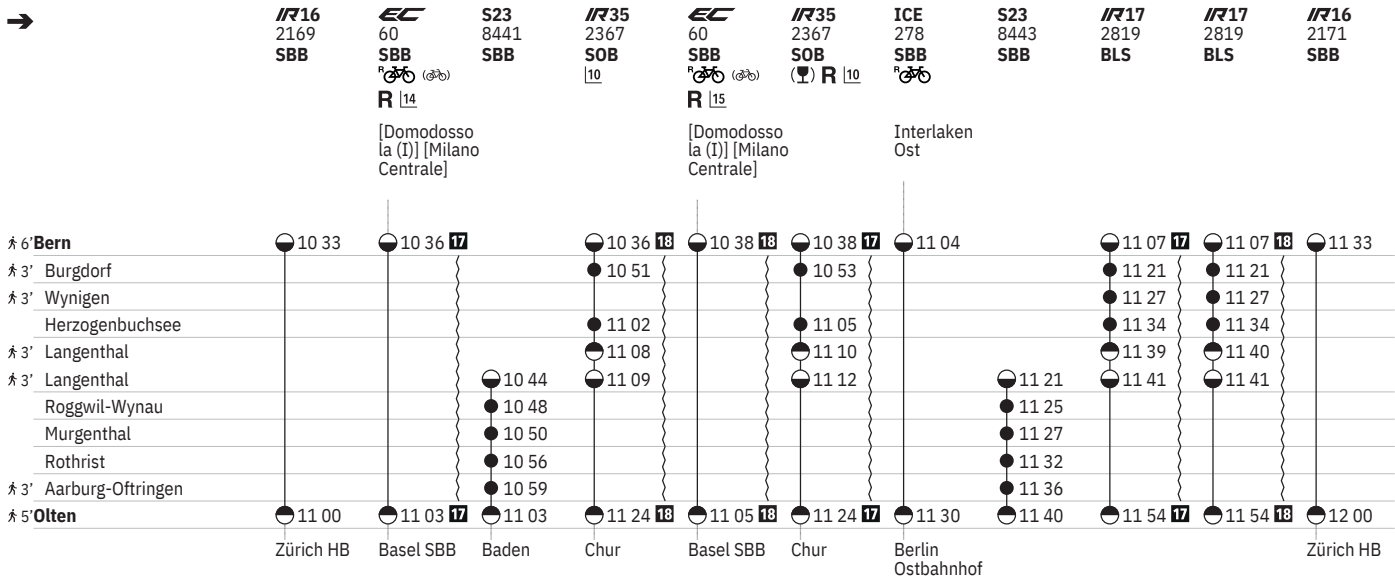 IR16 EC S23 IR35 EC IR35 ICE S23 IR17 IR17 IR16
2169 60 8441 2367 60 2367 278 8443 2819 2819 2171
SBB SBB SBB SOB SBB SOB SBB SBB BLS BLS SBB
R 10 R R 10 R
R 14 R 15
[Domodosso [Domodosso Interlaken
la (I)] [Milano la (I)] [Milano Ost
Centrale] Centrale]
6' Bern 10 33 10 36 17 10 36 18 10 38 18 10 38 17 11 04 11 07 17 11 07 18 11 33
3' Burgdorf 10 51 10 53 11 21 11 21
3' Wynigen 11 27 11 27
Herzogenbuchsee 11 02 11 05 11 34 11 34
3' Langenthal 11 08 11 10 11 39 11 40
3' Langenthal 10 44 11 09 11 12 11 21 11 41 11 41
Roggwil-Wynau 10 48 11 25
Murgenthal 10 50 11 27
Rothrist 10 56 11 32
3' Aarburg-Oftringen 10 59 11 36
5' Olten 11 00 11 03 17 11 03 11 24 18 11 05 18 11 24 17 11 30 11 40 11 54 17 11 54 18 12 00
Zürich HB Basel SBB Baden Chur Basel SBB Chur Berlin Zürich HB
Ostbahnhof